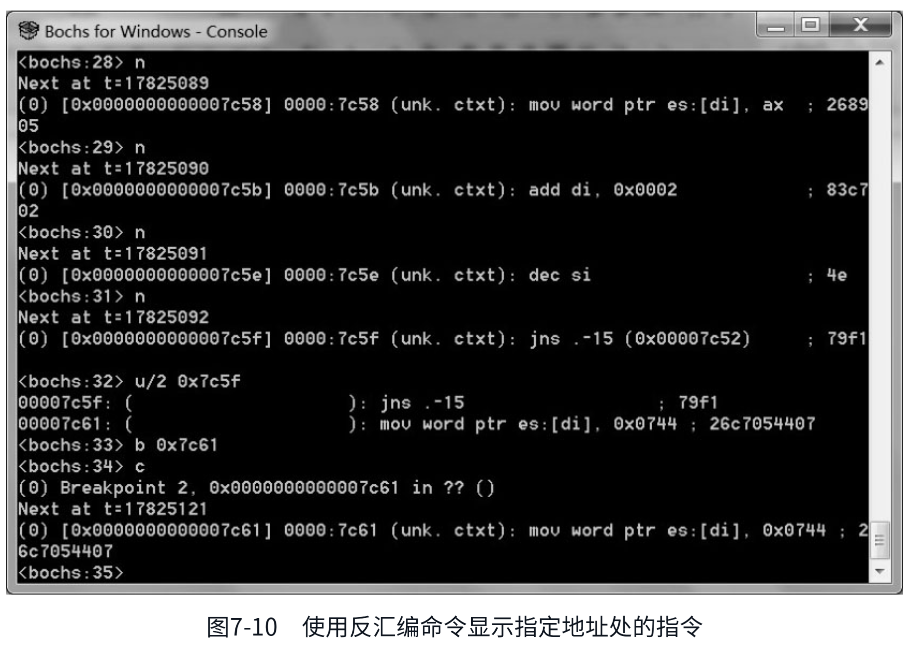 Bochs for Windows - Console
<bochs:28> n
Next at t=17825089
(0) [0x0000000000007c58] 0000:7c58 (unk. ctxt): mov word ptr es:[di], ax  ; 2689
05
<bochs:29> n
Next at t=17825090
(0) [0x0000000000007c5b] 0000:7c5b (unk. ctxt): add di, 0x0002            ; 83c7
02
<bochs:30> n
Next at t=17825091
(0) [0x0000000000007c5e] 0000:7c5e (unk. ctxt): dec si                    ; 4e
<bochs:31> n
Next at t=17825092
(0) [0x0000000000007c5f] 0000:7c5f (unk. ctxt): jns .-15 (0x00007c52)     ; 79f1
<bochs:32> u/2 0x7c5f
00007c5f: (                    ): jns .-15                  ; 79f1
00007c61: (                    ): mov word ptr es:[di], 0x0744 ; 26c7054407
<bochs:33> b 0x7c61
<bochs:34> c
(0) Breakpoint 2, 0x0000000000007c61 in ?? ()
Next at t=17825121
(0) [0x0000000000007c61] 0000:7c61 (unk. ctxt): mov word ptr es:[di], 0x0744 ; 2
6c7054407
<bochs:35>
图7-10 使用反汇编命令显示指定地址处的指令